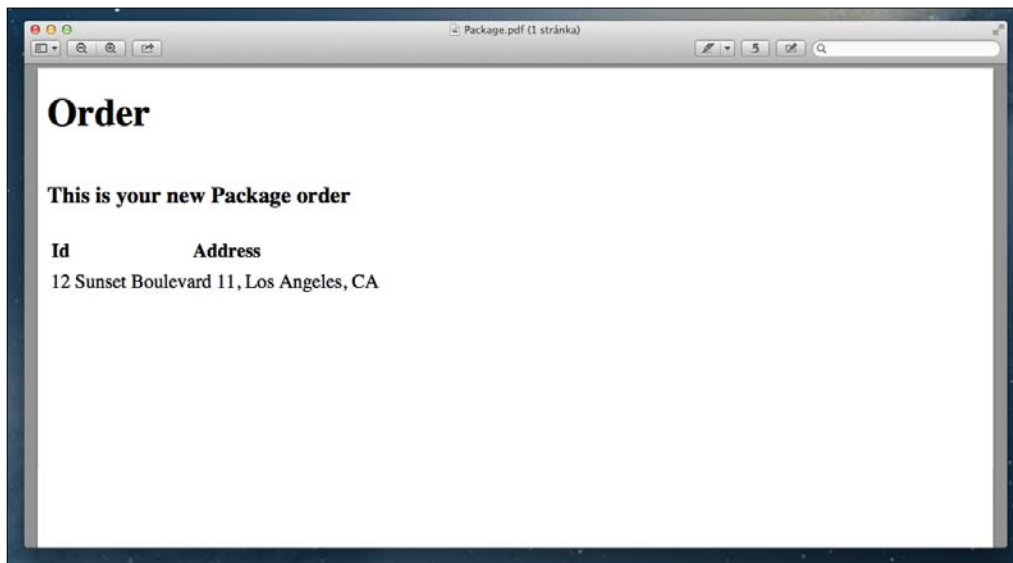 Package.pdf (1 stránka)
Order
This is your new Package order
Id Address
12 Sunset Boulevard 11, Los Angeles, CA